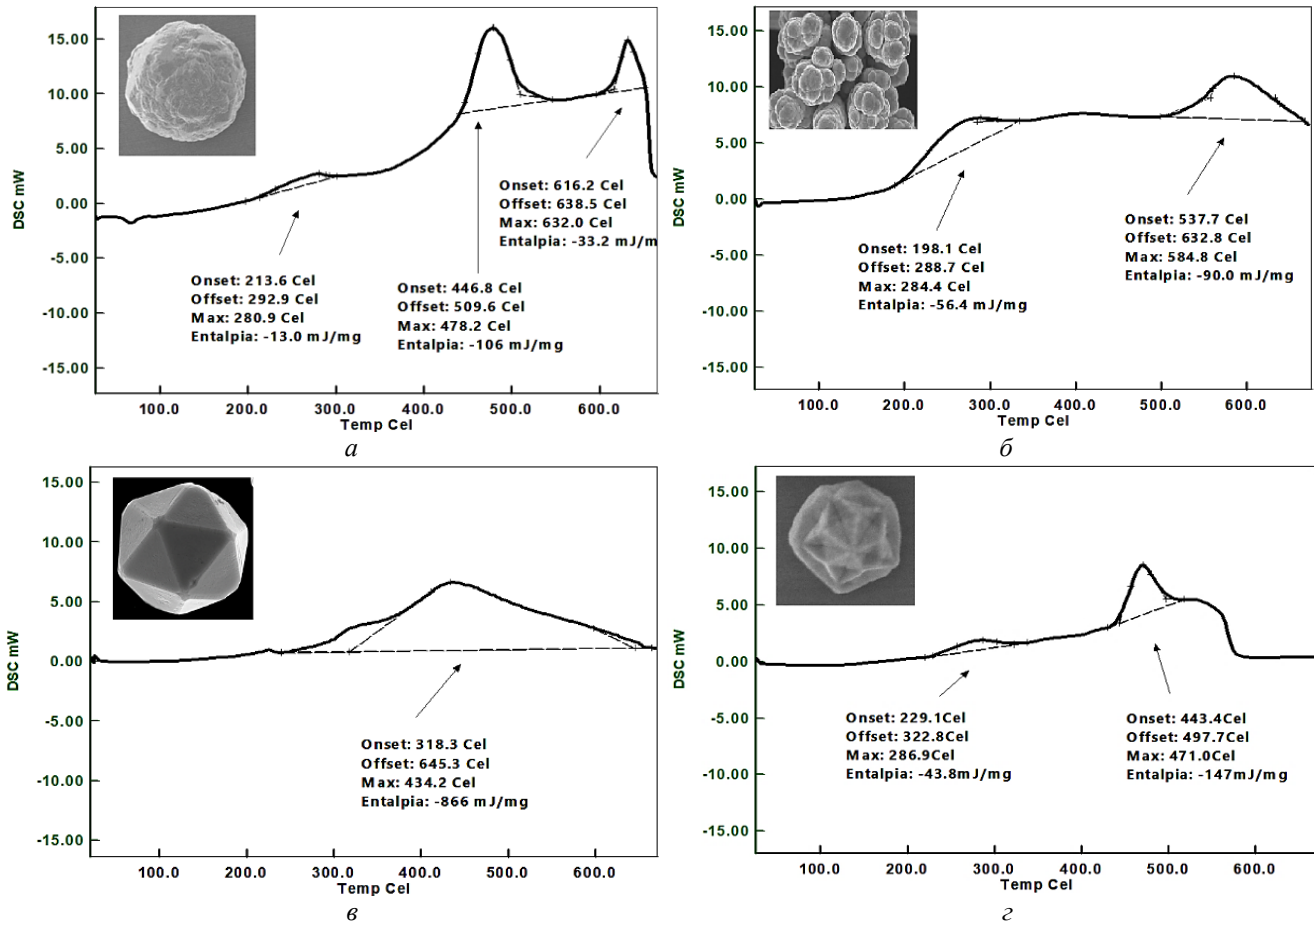 15.00
10.00
5.00
0.00
-5.00
-10.00
-15.00
DSC mW
Onset: 213.6 Cel
Offset: 292.9 Cel
Max: 280.9 Cel
Entalpia: -13.0 mJ/mg
Onset: 446.8 Cel
Offset: 509.6 Cel
Max: 478.2 Cel
Entalpia: -106 mJ/mg
Onset: 616.2 Cel
Offset: 638.5 Cel
Max: 632.0 Cel
Entalpia: -33.2 mJ/m
100.0 200.0 300.0 400.0 500.0 600.0
Temp Cel
а
15.00
10.00
5.00
0.00
-5.00
-10.00
-15.00
DSC mW
Onset: 198.1 Cel
Offset: 288.7 Cel
Max: 284.4 Cel
Entalpia: -56.4 mJ/mg
Onset: 537.7 Cel
Offset: 632.8 Cel
Max: 584.8 Cel
Entalpia: -90.0 mJ/mg
100.0 200.0 300.0 400.0 500.0 600.0
Temp Cel
б
15.00
10.00
5.00
0.00
-5.00
-10.00
-15.00
DSC mW
Onset: 318.3 Cel
Offset: 645.3 Cel
Max: 434.2 Cel
Entalpia: -866 mJ/mg
100.0 200.0 300.0 400.0 500.0 600.0
Temp Cel
в
15.00
10.00
5.00
0.00
-5.00
-10.00
-15.00
DSC mW
Onset: 229.1Cel
Offset: 322.8Cel
Max: 286.9Cel
Entalpia: -43.8mJ/mg
Onset: 443.4Cel
Offset: 497.7Cel
Max: 471.0Cel
Entalpia: -147mJ/mg
100.0 200.0 300.0 400.0 500.0 600.0
Temp Cel
г